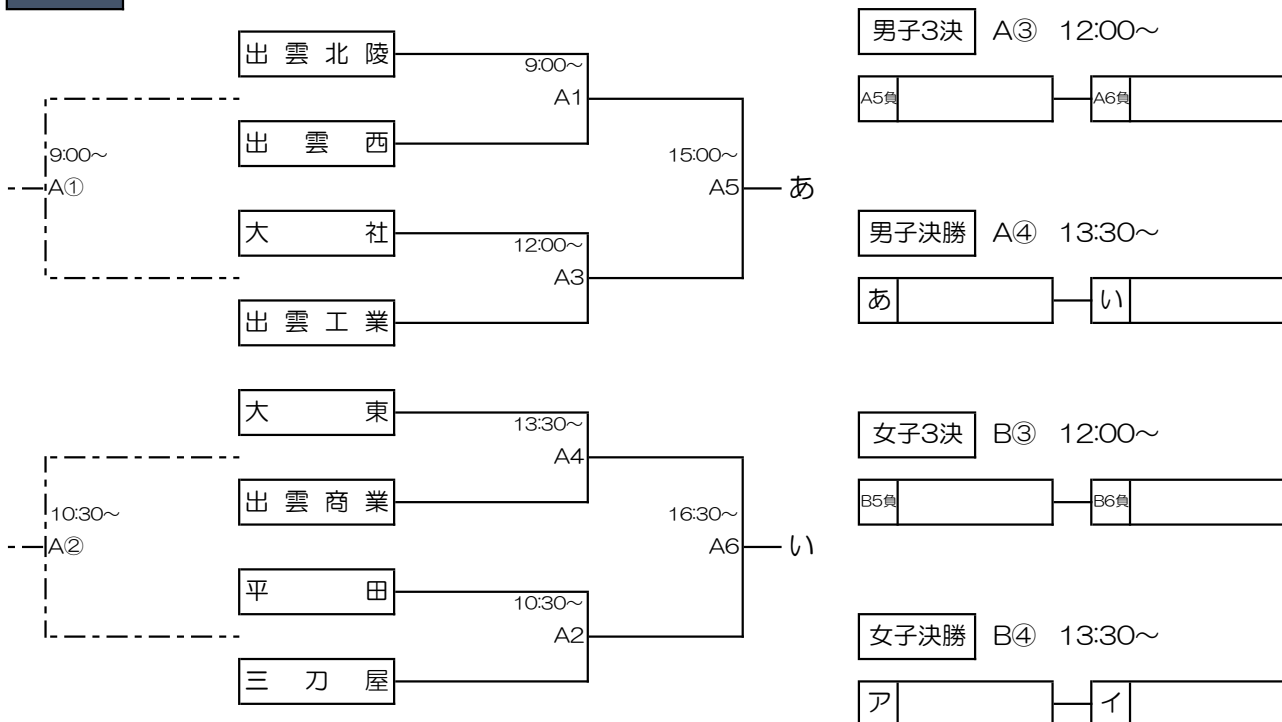 出雲北陵
9:00～
A1
出雲西
9:00～
A①
15:00～
A5
あ
大社
12:00～
A3
出雲工業
大東
13:30～
A4
出雲商業
10:30～
A②
16:30～
A6
い
平田
10:30～
A2
三刀屋
男子3決 A③ 12:00～
A5負 A6負
男子決勝 A④ 13:30～
あ い
女子3決 B③ 12:00～
B5負 B6負
女子決勝 B④ 13:30～
ア イ